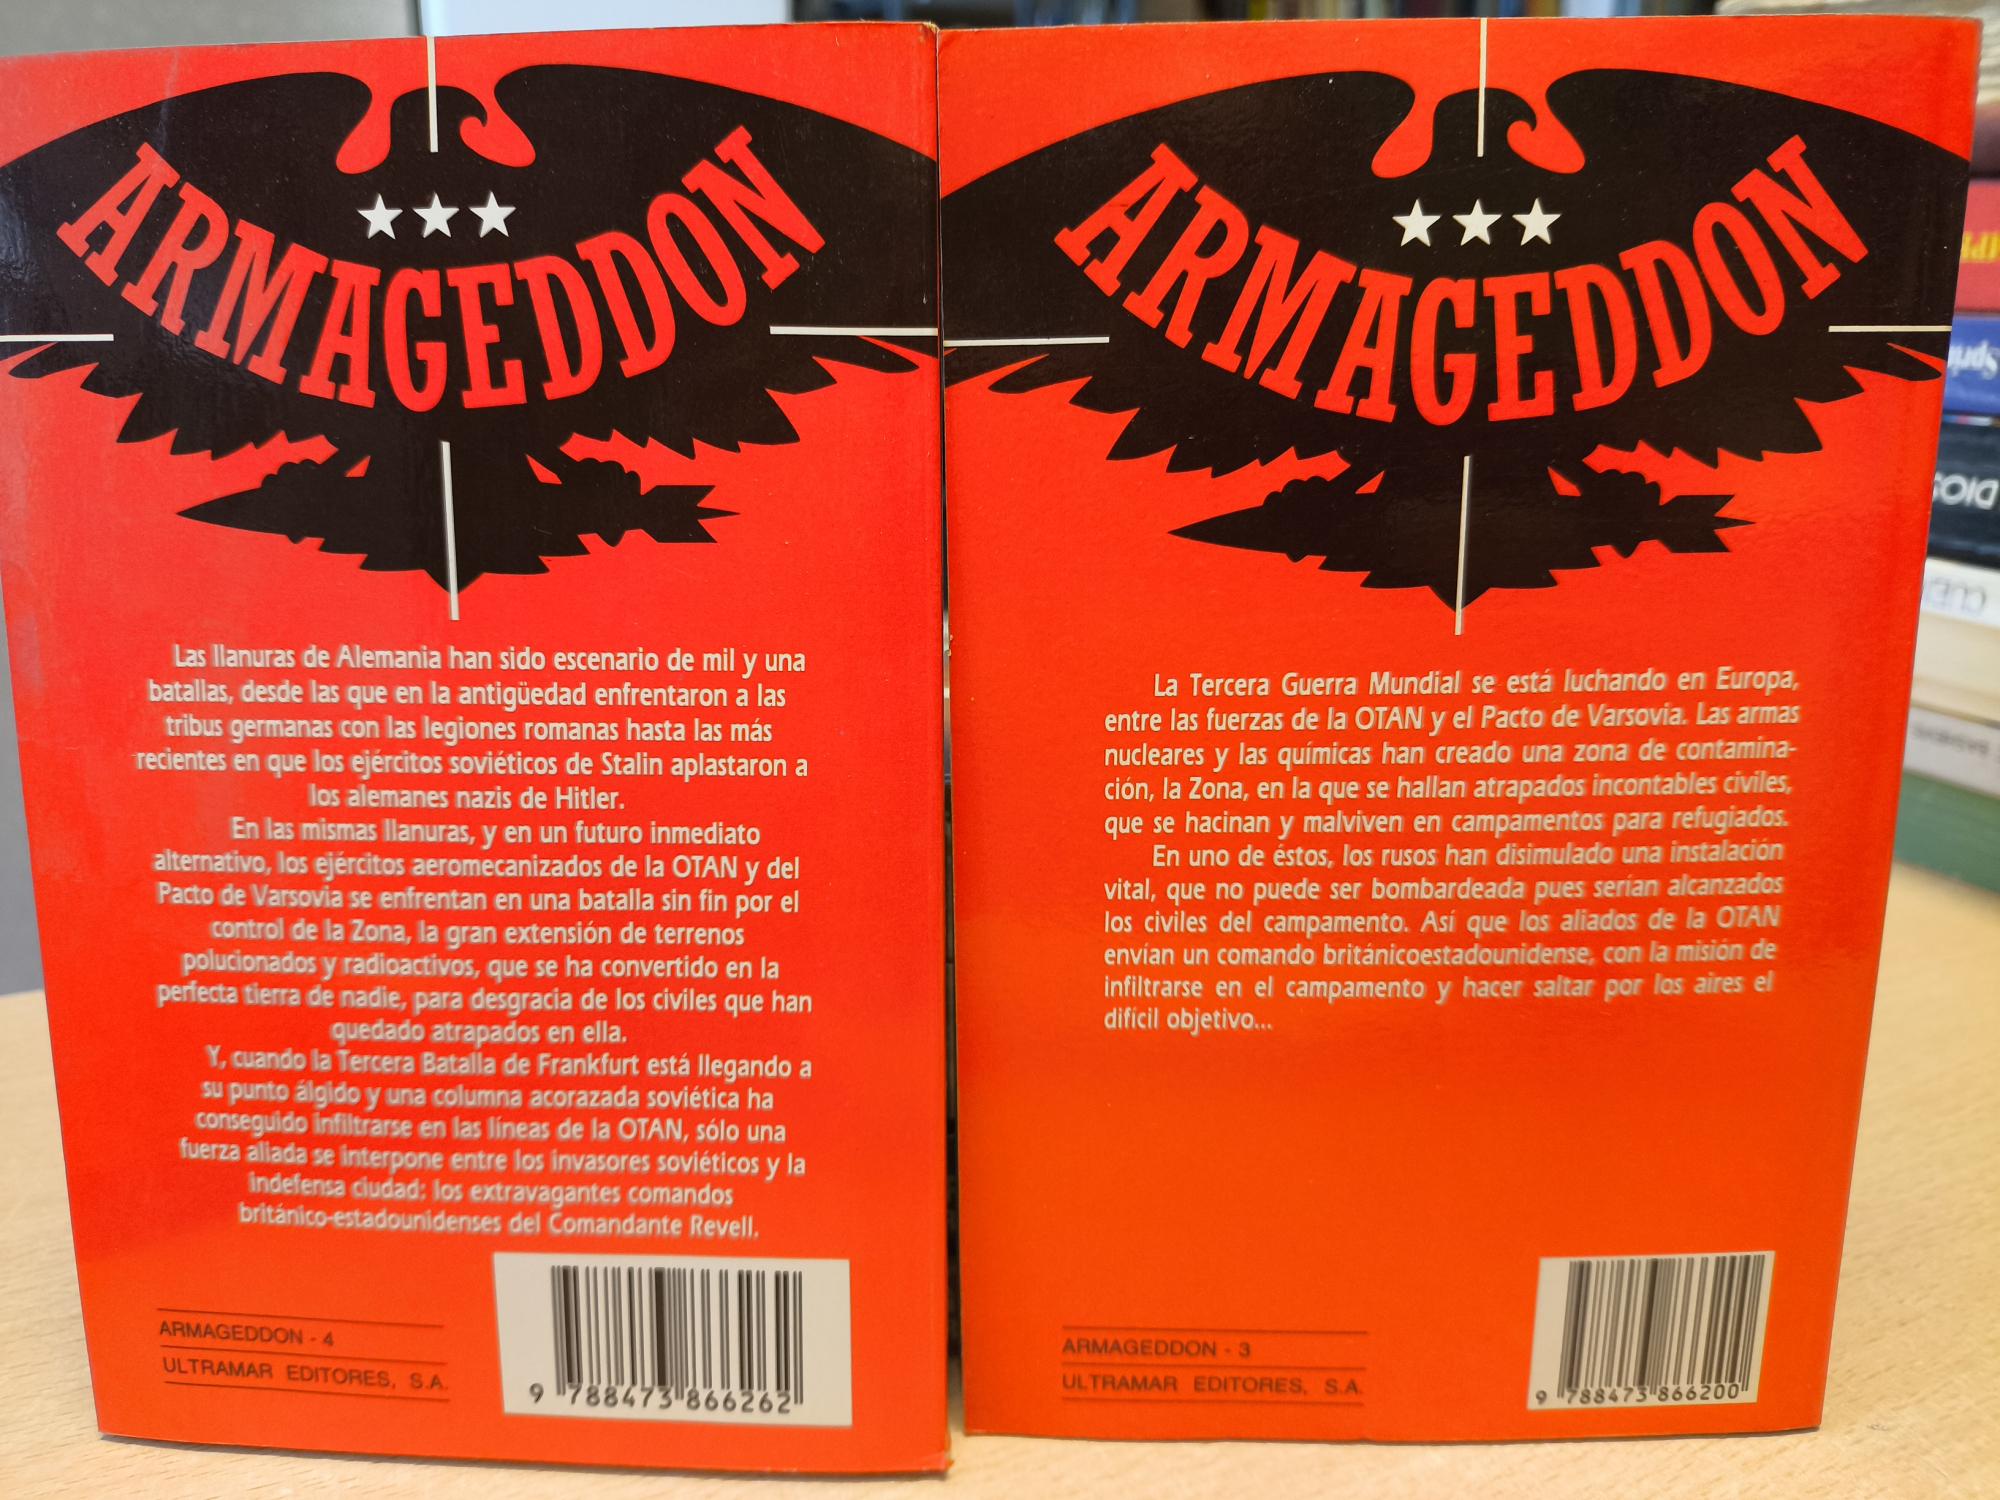 ARMAGEDDON
Las llanuras de Alemania han sido escenario de mil y una
batallas, desde las que en la antigüedad enfrentaron a las
tribus germanas con las legiones romanas hasta las más
recientes en que los ejércitos soviéticos de Stalin aplastaron a
los alemanes nazis de Hitler.
En las mismas llanuras, y en un futuro inmediato
alternativo, los ejércitos aeromecanizados de la OTAN y del
Pacto de Varsovia se enfrentan en una batalla sin fin por el
control de la Zona, la gran extensión de terrenos
polucionados y radioactivos, que se ha convertido en la
perfecta tierra de nadie, para desgracia de los civiles que han
quedado atrapados en ella.
Y, cuando la Tercera Batalla de Frankfurt está llegando a
su punto álgido y una columna acorazada soviética ha
conseguido infiltrarse en las líneas de la OTAN, sólo una
fuerza aliada se interpone entre los invasores soviéticos y la
indefensa ciudad: los extravagantes comandos
británico-estadounidenses del Comandante Revell.
ARMAGEDDON - 4
ULTRAMAR EDITORES, S.A.
9 788473 866262
ARMAGEDDON
La Tercera Guerra Mundial se está luchando en Europa,
entre las fuerzas de la OTAN y el Pacto de Varsovia. Las armas
nucleares y las químicas han creado una zona de contamina-
ción, la Zona, en la que se hallan atrapados incontables civiles,
que se hacinan y malviven en campamentos para refugiados.
En uno de éstos, los rusos han disimulado una instalación
vital, que no puede ser bombardeada pues serían alcanzados
los civiles del campamento. Así que los aliados de la OTAN
envían un comando británicoestadounidense, con la misión de
infiltrarse en el campamento y hacer saltar por los aires el
difícil objetivo...
ARMAGEDDON - 3
ULTRAMAR EDITORES, S.A.
9 788473 866200
DIOS